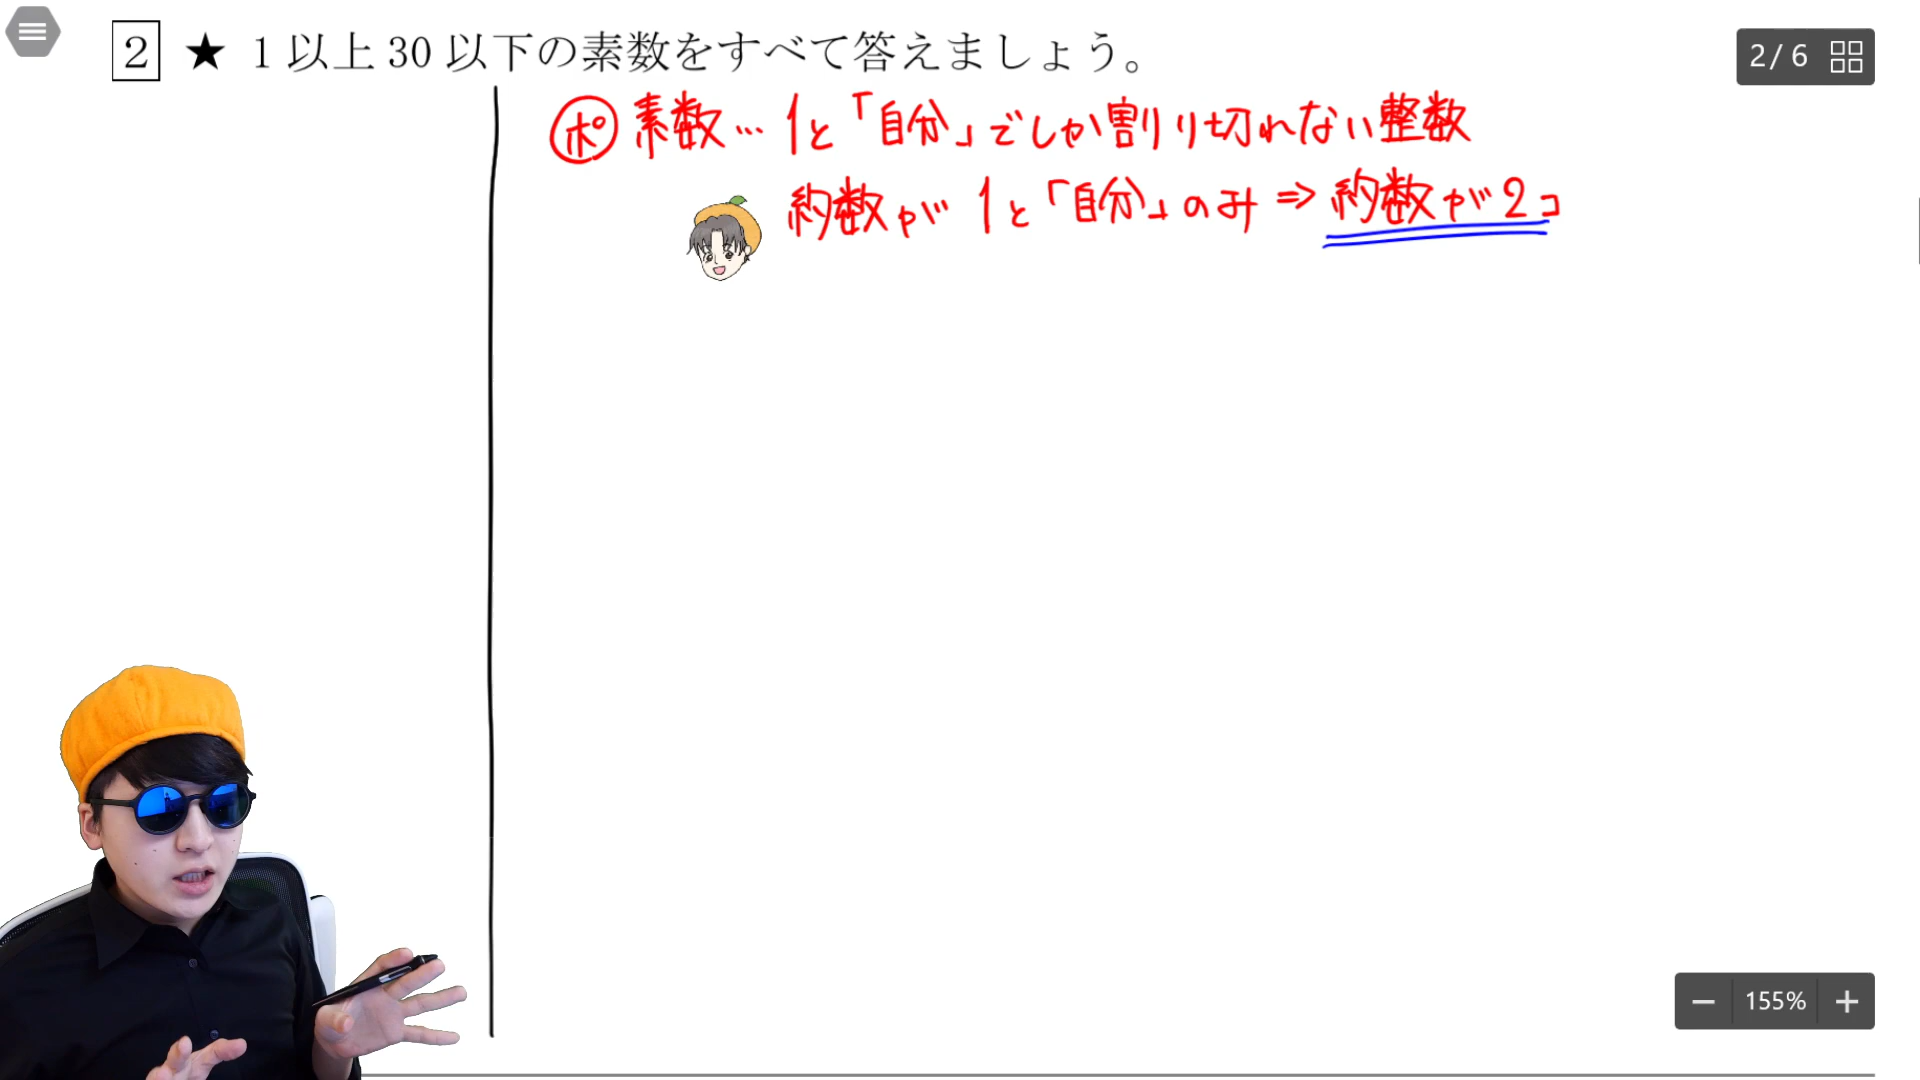 2 ★ 1以上30以下の素数をすべて答えましょう。
2/6
ポ 素数…1と「自分」でしか割り切れない整数
約数が1と「自分」のみ⇒約数が2コ
155%